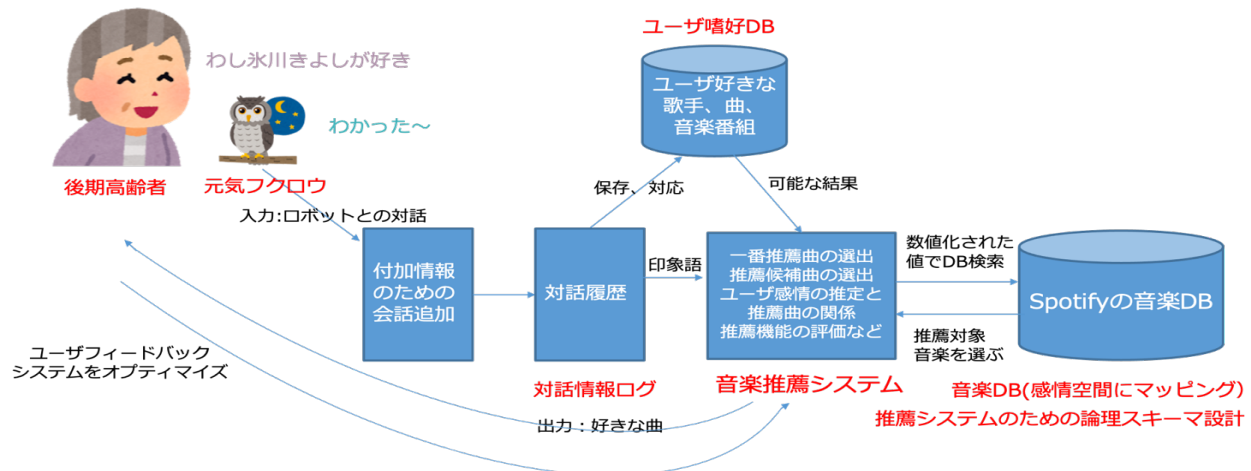 ユーザ嗜好DB
わし氷川きよしが好き
わかった～
ユーザ好きな
歌手、曲、
音楽番組
後期高齢者
元気フクロウ
保存、対応
可能な結果
入力:ロボットとの対話
付加情報
のための
会話追加
対話履歴
印象語
一番推薦曲の選出
推薦候補曲の選出
ユーザ感情の推定と
推薦曲の関係
推薦機能の評価など
数値化された
値でDB検索
Spotifyの音楽DB
推薦対象
音楽を選ぶ
ユーザフィードバック
システムをオプティマイズ
対話情報ログ
音楽推薦システム
音楽DB(感情空間にマッピング)
推薦システムのための論理スキーマ設計
出力：好きな曲